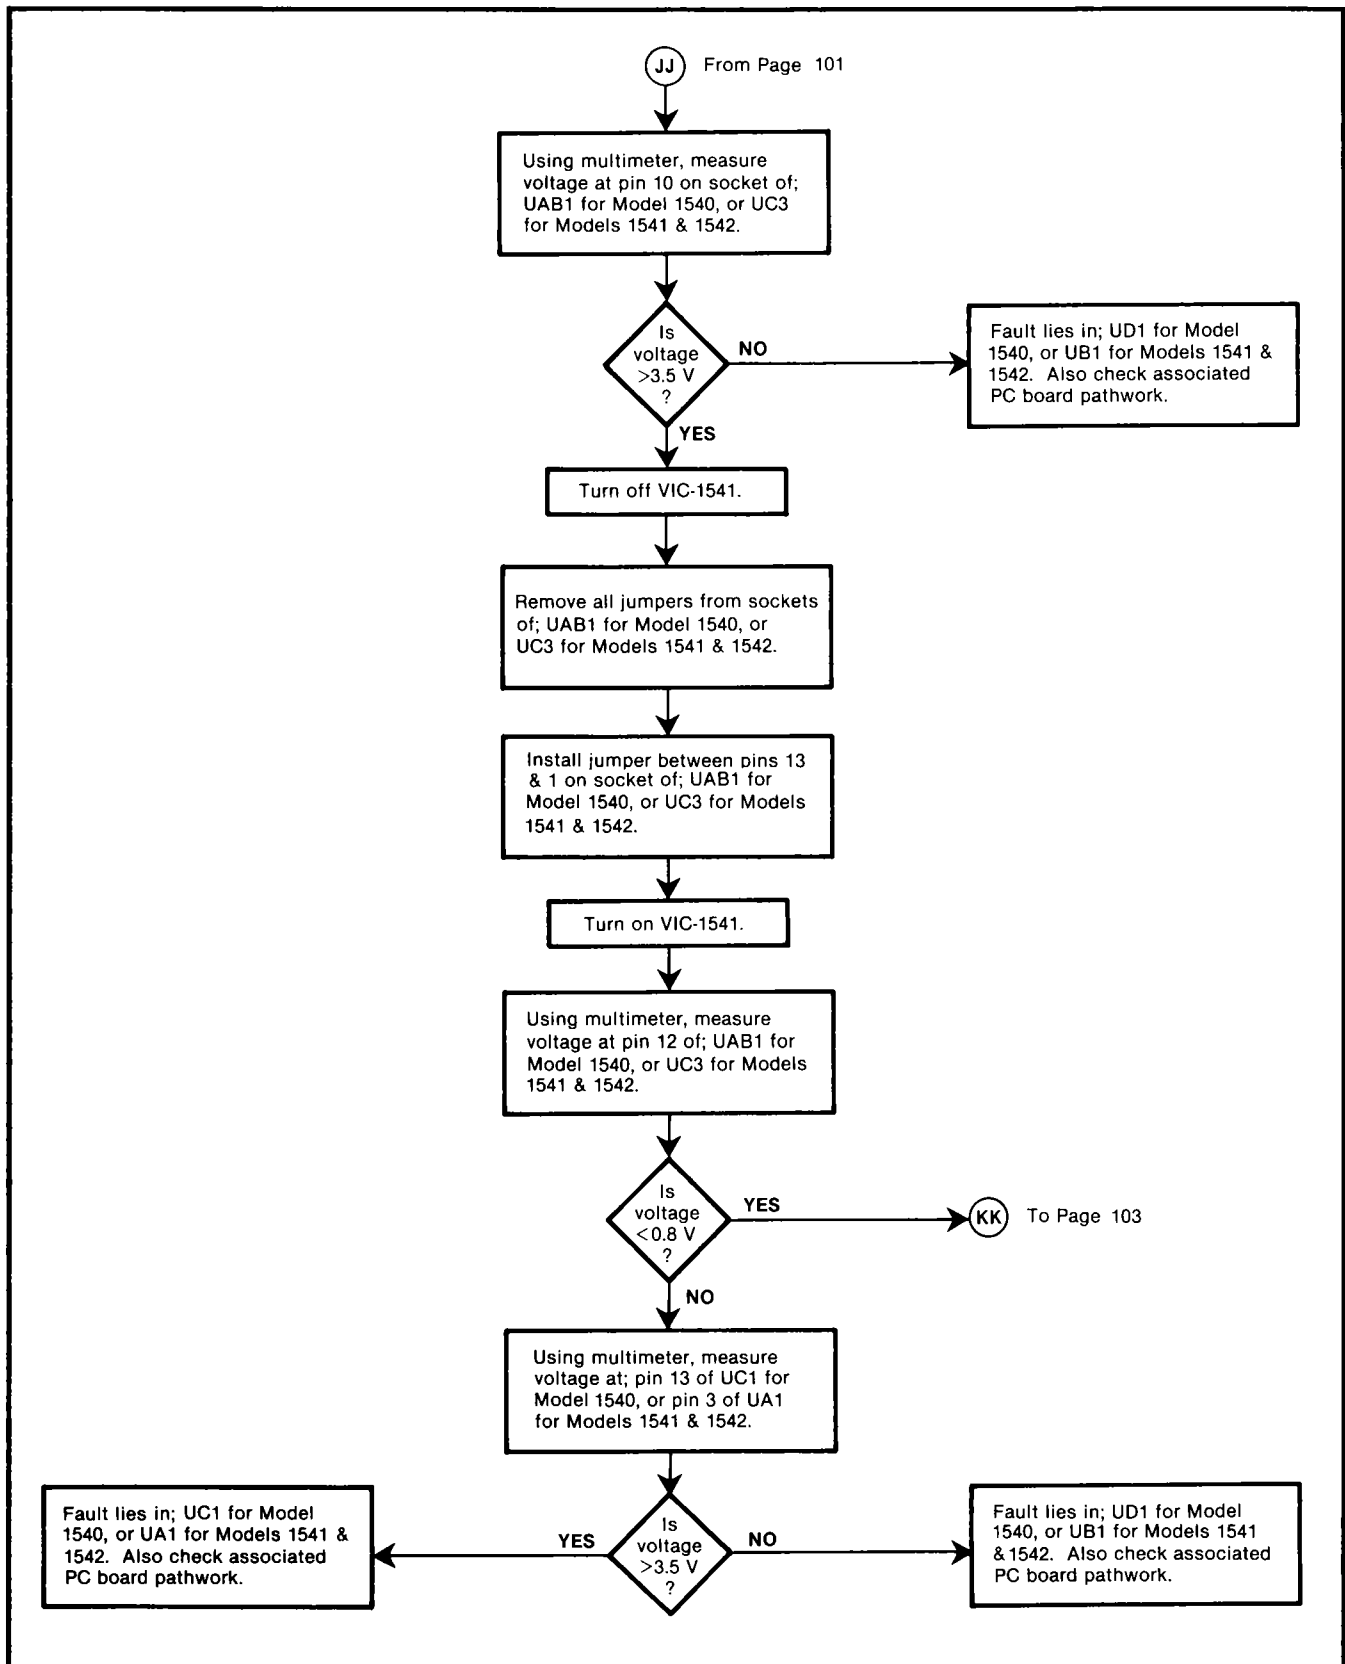 JJ From Page 101
Using multimeter, measure
voltage at pin 10 on socket of;
UAB1 for Model 1540, or UC3
for Models 1541 & 1542.
Is
voltage
>3.5 V
?
NO
Fault lies in; UD1 for Model
1540, or UB1 for Models 1541 &
1542. Also check associated
PC board pathwork.
YES
Turn off VIC-1541.
Remove all jumpers from sockets
of; UAB1 for Model 1540, or
UC3 for Models 1541 & 1542.
Install jumper between pins 13
& 1 on socket of; UAB1 for
Model 1540, or UC3 for Models
1541 & 1542.
Turn on VIC-1541.
Using multimeter, measure
voltage at pin 12 of; UAB1 for
Model 1540, or UC3 for Models
1541 & 1542.
Is
voltage
<0.8 V
?
YES
KK To Page 103
NO
Using multimeter, measure
voltage at; pin 13 of UC1 for
Model 1540, or pin 3 of UA1
for Models 1541 & 1542.
Is
voltage
>3.5 V
?
YES
Fault lies in; UC1 for Model
1540, or UA1 for Models 1541 &
1542. Also check associated
PC board pathwork.
NO
Fault lies in; UD1 for Model
1540, or UB1 for Models 1541
& 1542. Also check associated
PC board pathwork.